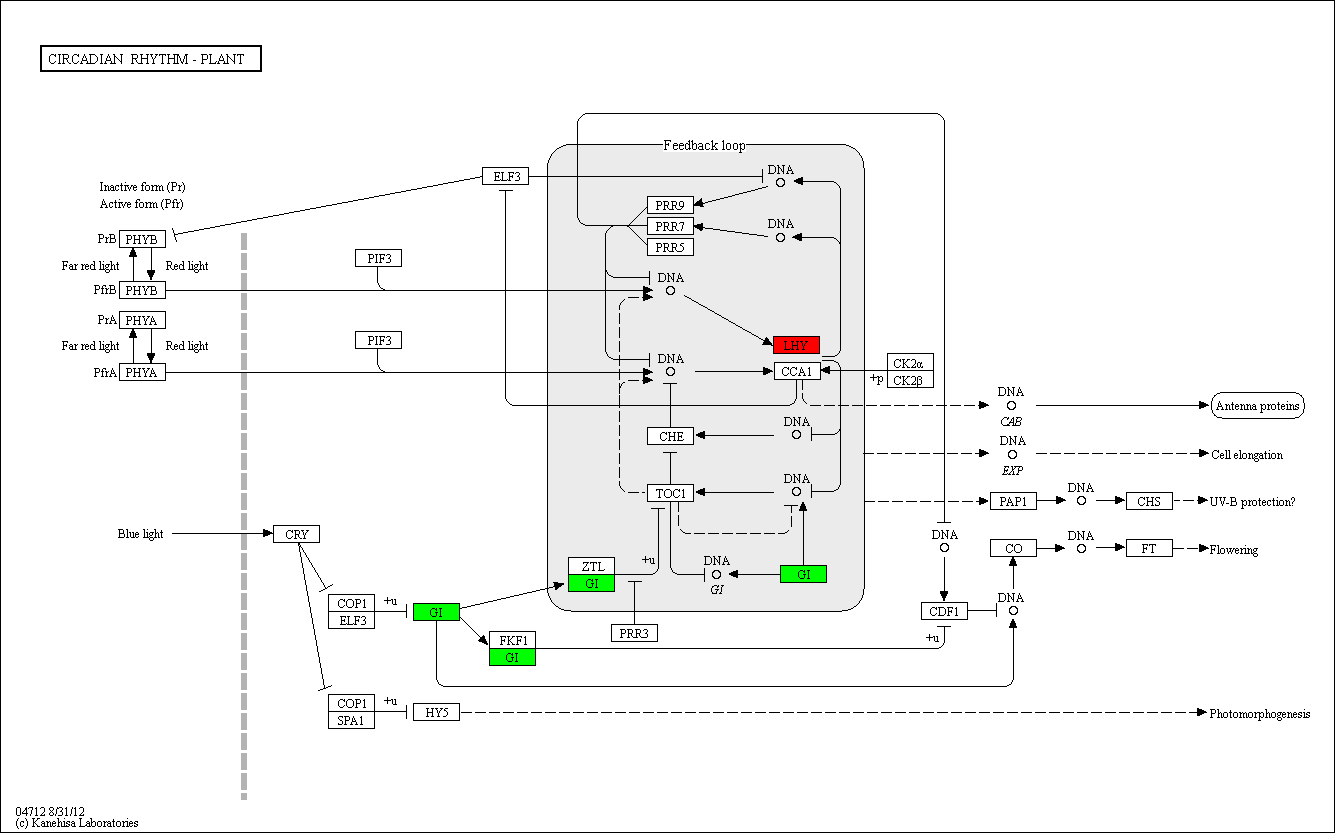 CIRCADIAN RHYTHM - PLANT
Feedback loop
DNA
ELF3
Inactive form (Pr)
Active form (Pfr)
PRR9
PRR7
PRR5
DNA
PrB PHYB
Far red light
Red light
PfrB PHYB
PIF3
DNA
PrA PHYA
Far red light
Red light
PfrA PHYA
PIF3
DNA
LHY
CCA1
+p
CK2α
CK2β
DNA
CAB
Antenna proteins
CHE
DNA
DNA
EXP
Cell elongation
TOC1
DNA
PAP1
DNA
CHS
UV-B protection?
Blue light
CRY
DNA
CO
DNA
FT
Flowering
ZTL
GI
+u
DNA
GI
GI
COP1
ELF3
+u
GI
PRR3
CDF1
DNA
FKF1
GI
+u
COP1
SPA1
+u
HY5
Photomorphogenesis
04712 8/31/12
(c) Kanehisa Laboratories